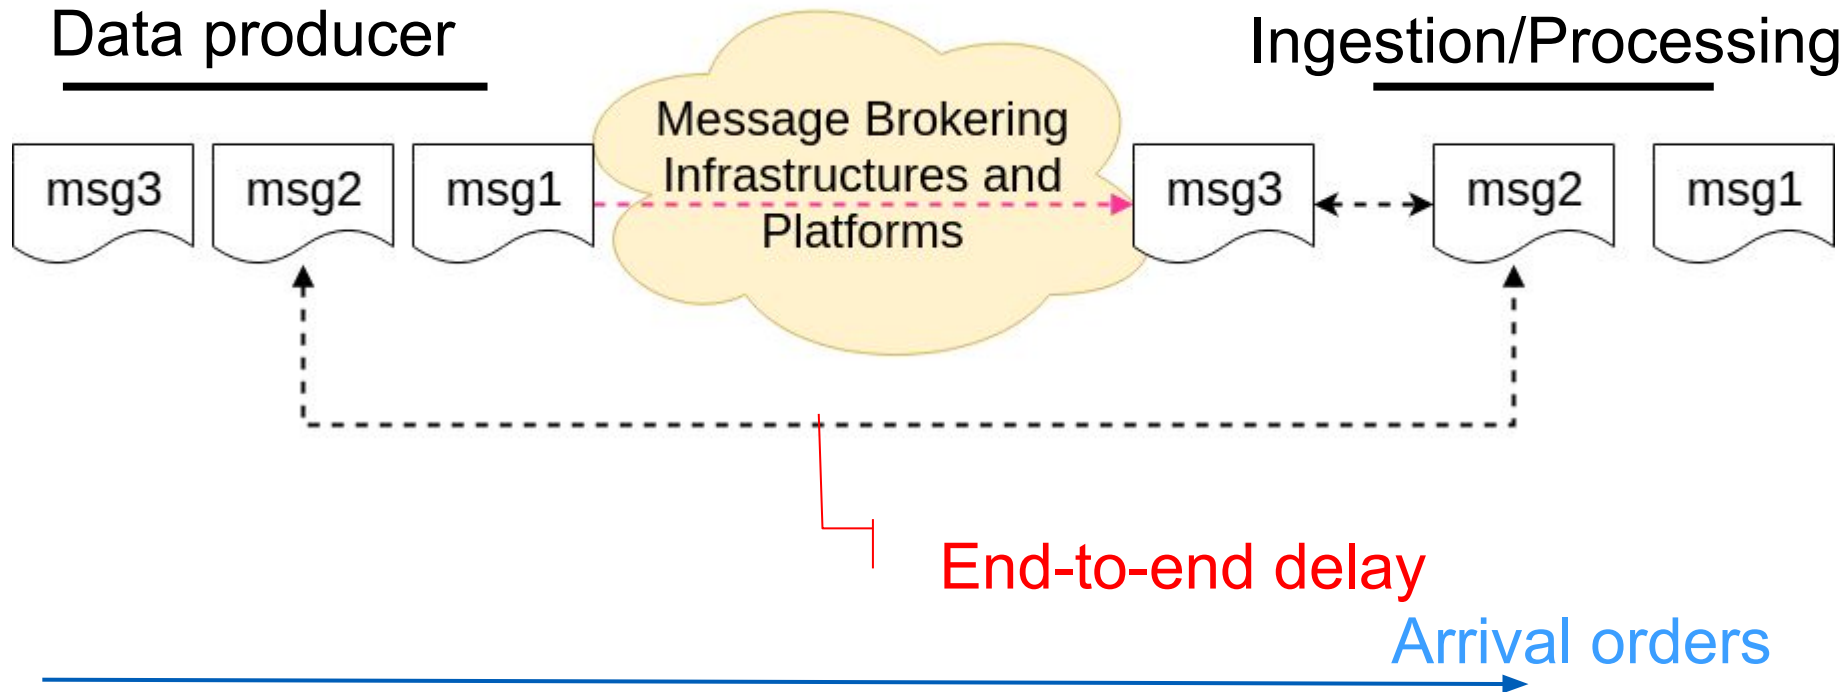 Data producer
Ingestion/Processing
Message Brokering
Infrastructures and
Platforms
msg3
msg2
msg1
msg3
msg2
msg1
End-to-end delay
Arrival orders